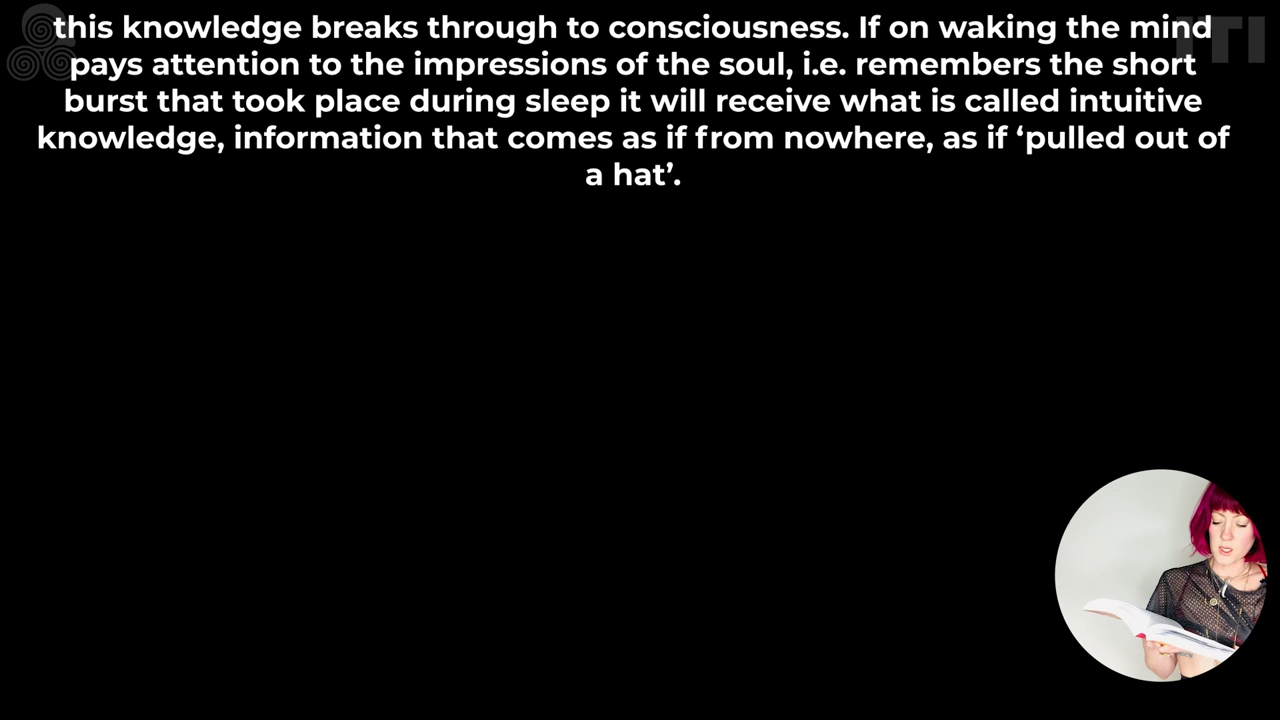 this knowledge breaks through to consciousness. If on waking the mind
pays attention to the impressions of the soul, i.e. remembers the short
burst that took place during sleep it will receive what is called intuitive
knowledge, information that comes as if from nowhere, as if ‘pulled out of
a hat’.
ITI